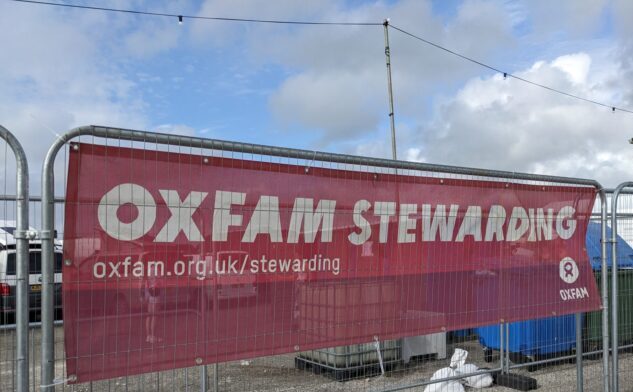 OXFAM STEWARDING
oxfam.org.uk/stewarding
OXFAM